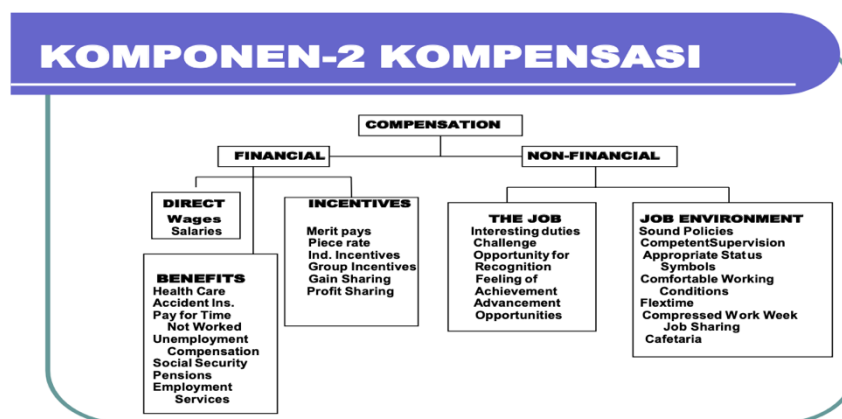 KOMPONEN-2 KOMPENSASI
COMPENSATION
FINANCIAL
NON-FINANCIAL
DIRECT
Wages
Salaries
BENEFITS
Health Care
Accident Ins.
Pay for Time
Not Worked
Unemployment
Compensation
Social Security
Pensions
Employment
Services
INCENTIVES
Merit pays
Piece rate
Ind. Incentives
Group Incentives
Gain Sharing
Profit Sharing
THE JOB
Interesting duties
Challenge
Opportunity for
Recognition
Feeling of
Achievement
Advancement
Opportunities
JOB ENVIRONMENT
Sound Policies
CompetentSupervision
Appropriate Status
Symbols
Comfortable Working
Conditions
Flextime
Compressed Work Week
Job Sharing
Cafetaria